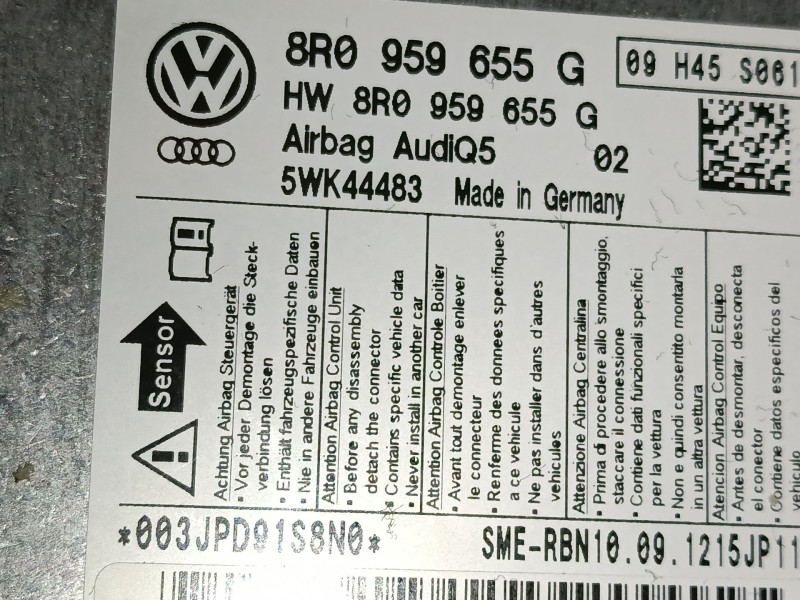 8R0 959 655 G
09 H45 S061
HW 8R0 959 655 G
Airbag AudiQ5 02
5WK44483 Made in Germany
Sensor
Achtung Airbag Steuergerät
• Vor jeder Demontage die Steck-
verbindung lösen
• Enthält fahrzeugspezifische Daten
• Nie in andere Fahrzeuge einbauen
Attention Airbag Control Unit
• Before any disassembly
detach the connector
• Contains specific vehicle data
• Never install in another car
Attention Airbag Controle Boitier
• Avant tout demontage enlever
le connecteur
• Renferme des donnees specifiques
a ce vehicule
• Ne pas installer dans d'autres
vehicules
Attenzione Airbag Centralina
• Prima di procedere allo smontaggio,
staccare il connessione
• Contiene dati funzionali specifici
per la vettura
• Non e quindi consentito montarla
in un altra vettura
Atencion Airbag Control Equipo
• Antes de desmontar, desconecta
el conector
• Contiene datos especificos del
vehiculo
*003JPD91S8N0*
SME-RBN10.09.1215JP11